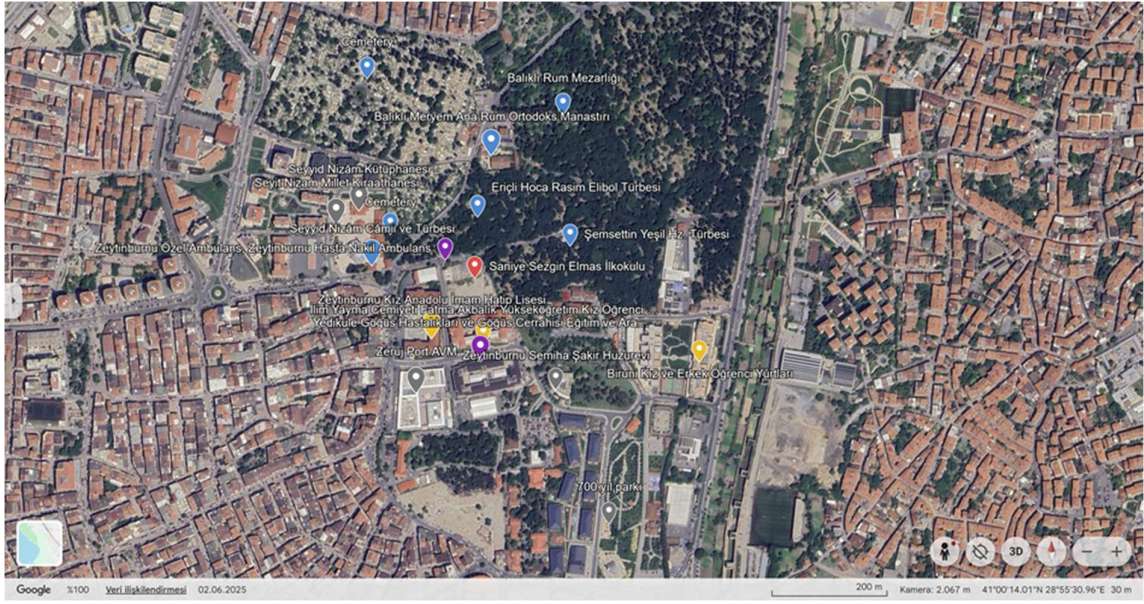 Cemetery
Balıklı Rum Mezarlığı
Balıklı Meryem Ana Rum Ortodoks Manastırı
Seyyid Nizâm Kütüphanesi
Seyit Nizam Millet Kıraathanesi
Eriçli Hoca Rasim Elibol Türbesi
Cemetery
Seyyid Nizâm Câmii ve Türbesi
Şemsettin Yeşil Hz. Türbesi
Zeytinburnu Özel Ambulans, Zeytinburnu Hasta Nakil Ambulans
Saniye Sezgin Elmas İlkokulu
Zeytinburnu Kız Anadolu İmam Hatip Lisesi
İlim Yayma Cemiyeti Fatma Akbalık Yükseköğretim Kız Öğrenci...
Yedikule Göğüs Hastalıkları ve Göğüs Cerrahisi Eğitim ve Ara...
Zeruj Port AVM
Zeytinburnu Semiha Şakir Huzurevi
Biruni Kız ve Erkek Öğrenci Yurtları
700.yıl parkı
3D
Google
%100
Veri ilişkilendirmesi
02.06.2025
200 m
Kamera: 2.067 m
41°00'14.01"N 28°55'30.96"E
30 m